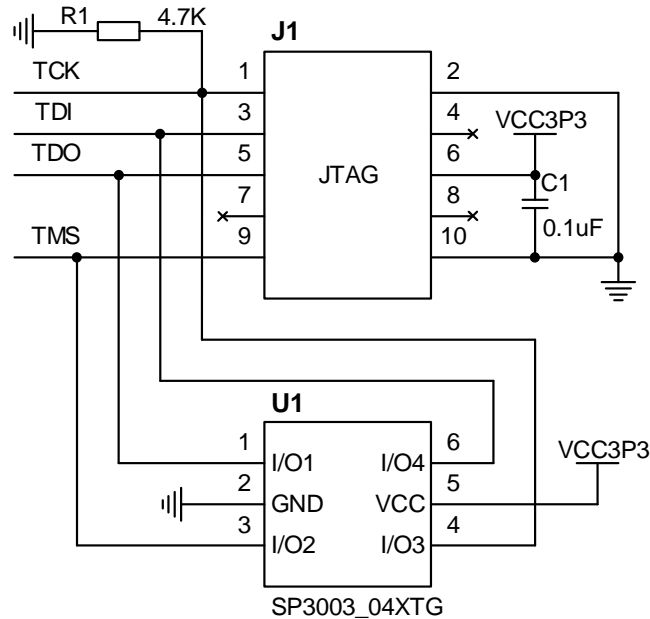 R1 4.7K
J1
TCK 1 2
TDI 3 4 VCC3P3
TDO 5 6
JTAG C1
7 8
0.1uF
TMS 9 10
U1
1 I/O1 I/O4 6 VCC3P3
2 GND VCC 5
3 I/O2 I/O3 4
SP3003_04XTG